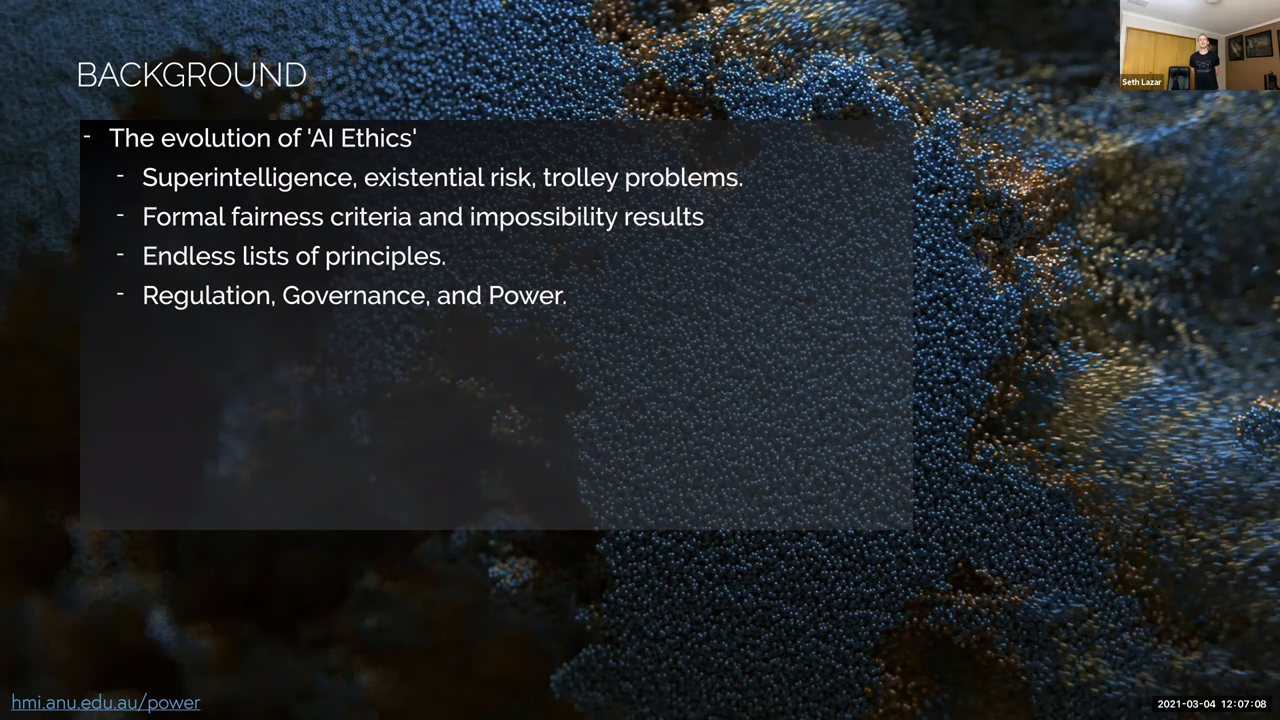 BACKGROUND
Seth Lazar
- The evolution of 'AI Ethics'
- Superintelligence, existential risk, trolley problems.
- Formal fairness criteria and impossibility results
- Endless lists of principles.
- Regulation, Governance, and Power.
hmi.anu.edu.au/power
2021-03-04 12:07:08